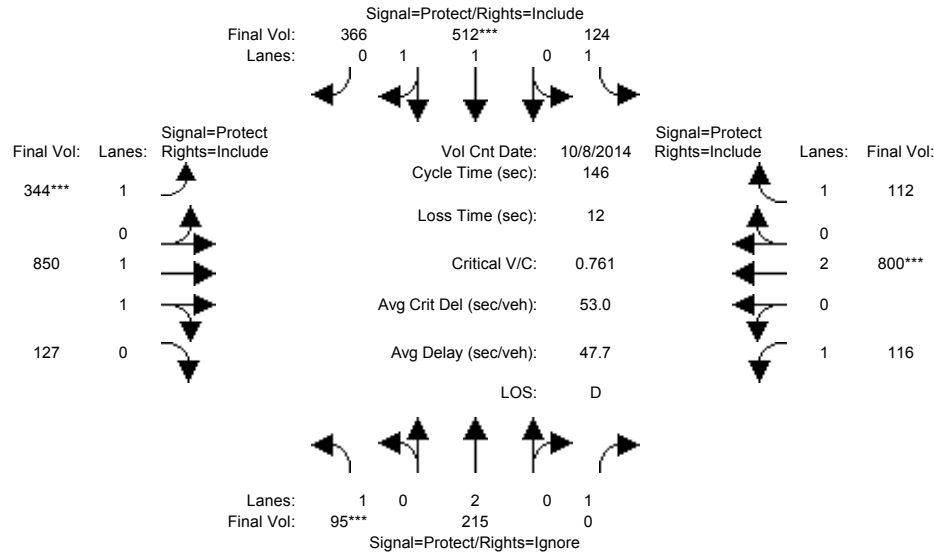 Signal=Protect/Rights=Include
Final Vol: 366 512*** 124
Lanes: 0 1 1 0 1
Signal=Protect Signal=Protect
Final Vol: Lanes: Rights=Include Vol Cnt Date: 10/8/2014 Rights=Include Lanes: Final Vol:
Cycle Time (sec): 146
344*** 1 1 112
Loss Time (sec): 12
0 0
850 1 Critical V/C: 0.761 2 800***
1 Avg Crit Del (sec/veh): 53.0 0
127 0 Avg Delay (sec/veh): 47.7 1 116
LOS: D
Lanes: 1 0 2 0 1
Final Vol: 95*** 215 0
Signal=Protect/Rights=Ignore